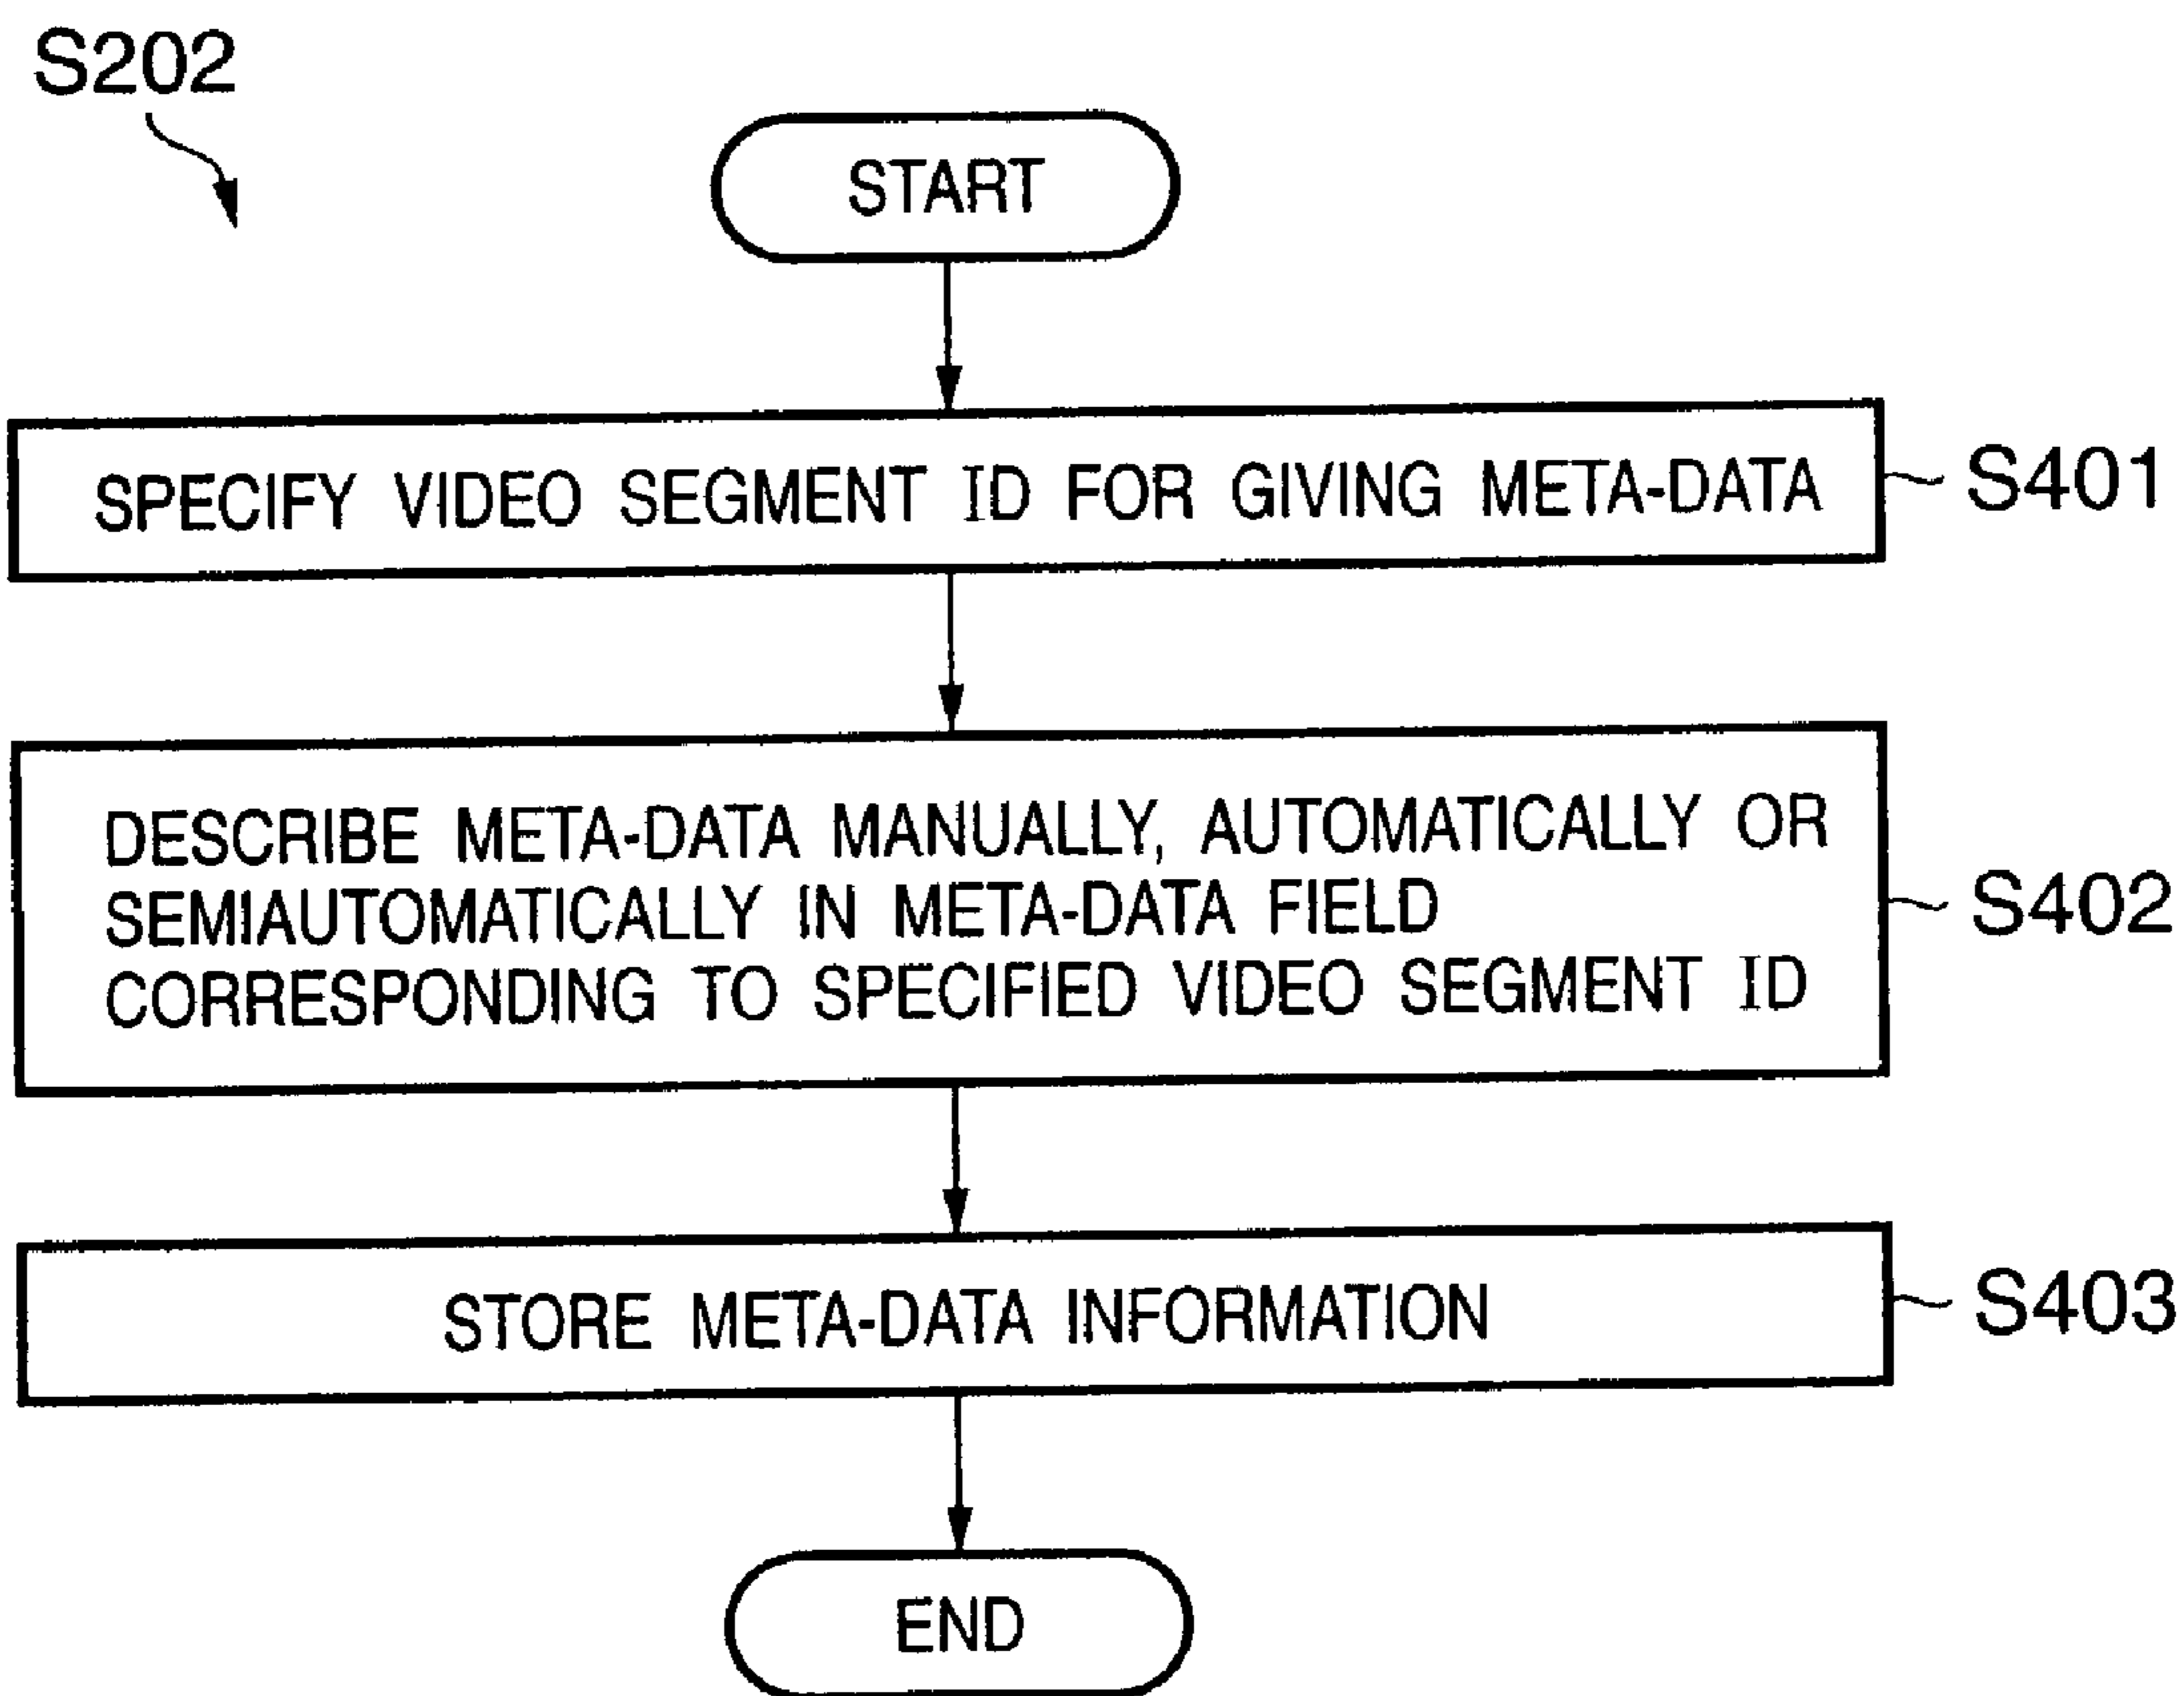 S202
START
SPECIFY VIDEO SEGMENT ID FOR GIVING META-DATA
S401
DESCRIBE META-DATA MANUALLY, AUTOMATICALLY OR
SEMIAUTOMATICALLY IN META-DATA FIELD
CORRESPONDING TO SPECIFIED VIDEO SEGMENT ID
S402
STORE META-DATA INFORMATION
S403
END